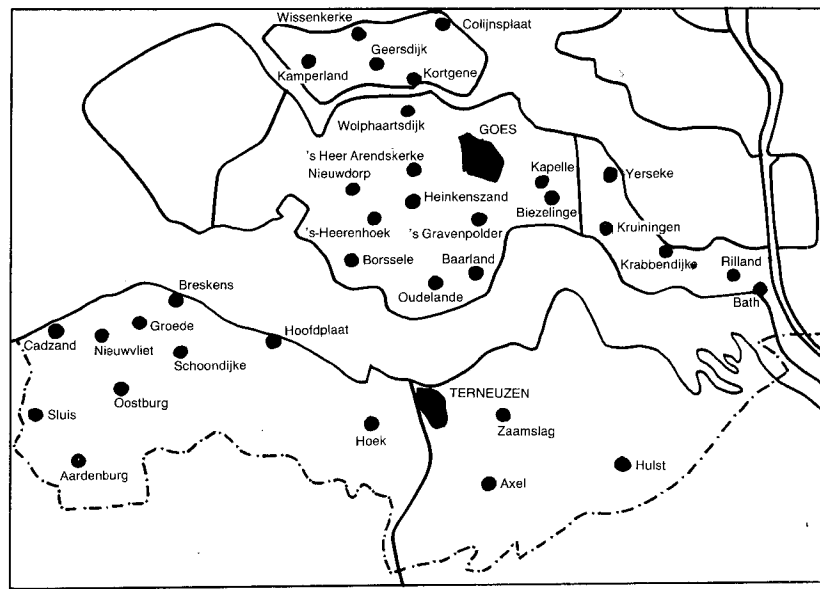 Wissenkerke
Colijnsplaat
Geersdijk
Kamperland
Kortgene
Wolphaartsdijk
GOES
's Heer Arendskerke
Nieuwdorp
Kapelle
Yerseke
Heinkenszand
Biezelinge
's-Heerenhoek
's Gravenpolder
Kruiningen
Borssele
Baarland
Krabbendijke
Rilland
Oudelande
Bath
Breskens
Groede
Hoofdplaat
Cadzand
Nieuwvliet
Schoondijke
Oostburg
TERNEUZEN
Sluis
Zaamslag
Hoek
Aardenburg
Hulst
Axel